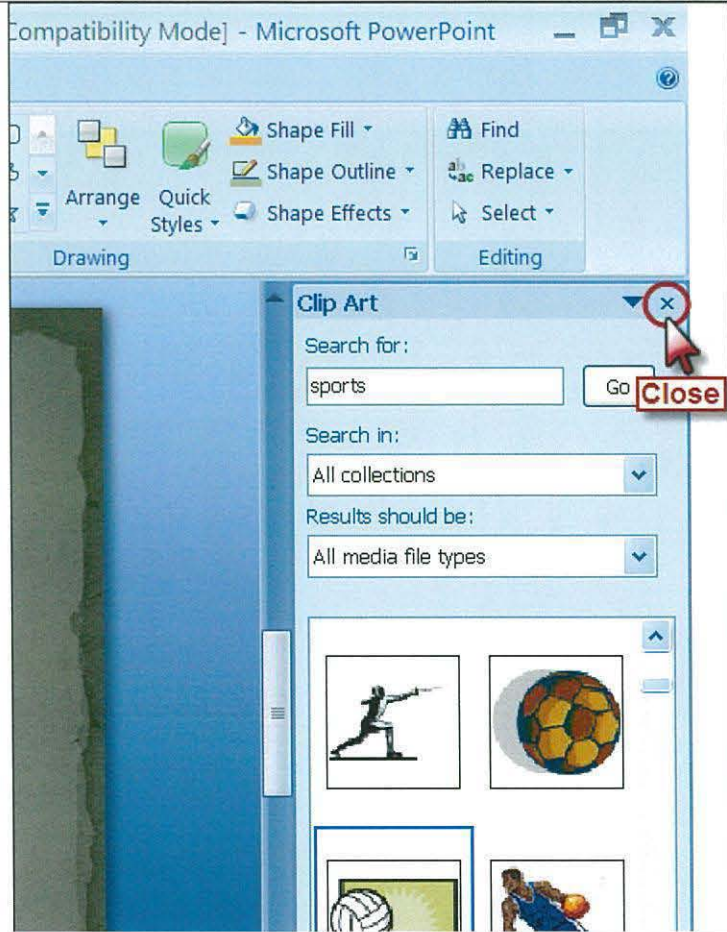 Compatibility Mode] - Microsoft PowerPoint
Shape Fill
Find
Shape Outline
Replace
Arrange
Quick
Styles
Shape Effects
Select
Drawing
Editing
Clip Art
Search for:
sports
Go
Close
Search in:
All collections
Results should be:
All media file types